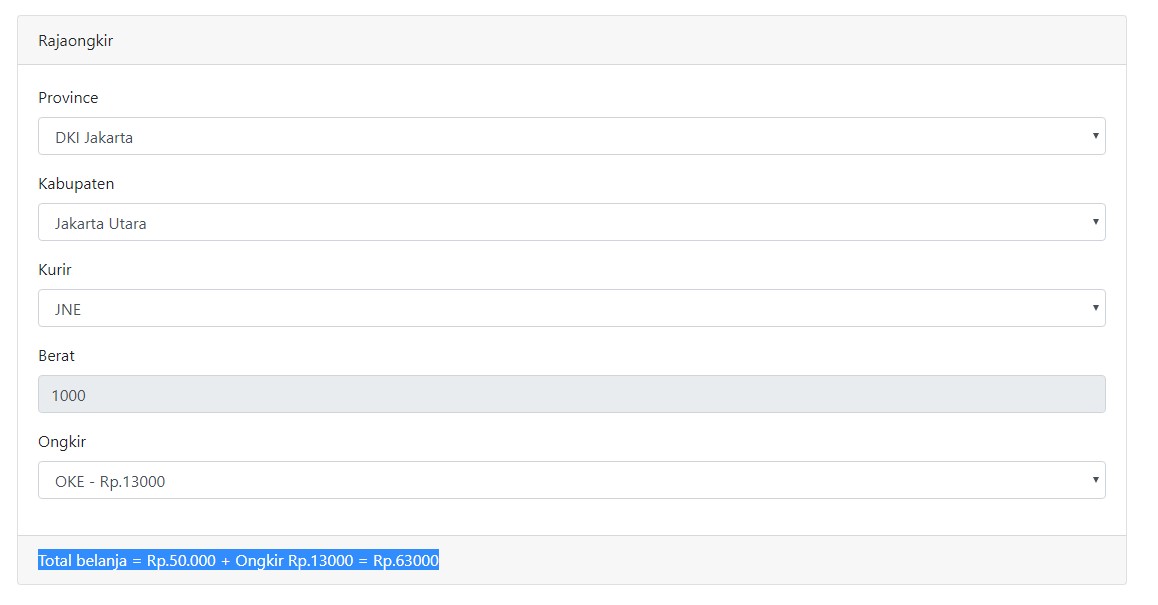 Rajaongkir
Province
DKI Jakarta
Kabupaten
Jakarta Utara
Kurir
JNE
Berat
1000
Ongkir
OKE - Rp.13000
Total belanja = Rp.50.000 + Ongkir Rp.13000 = Rp.63000